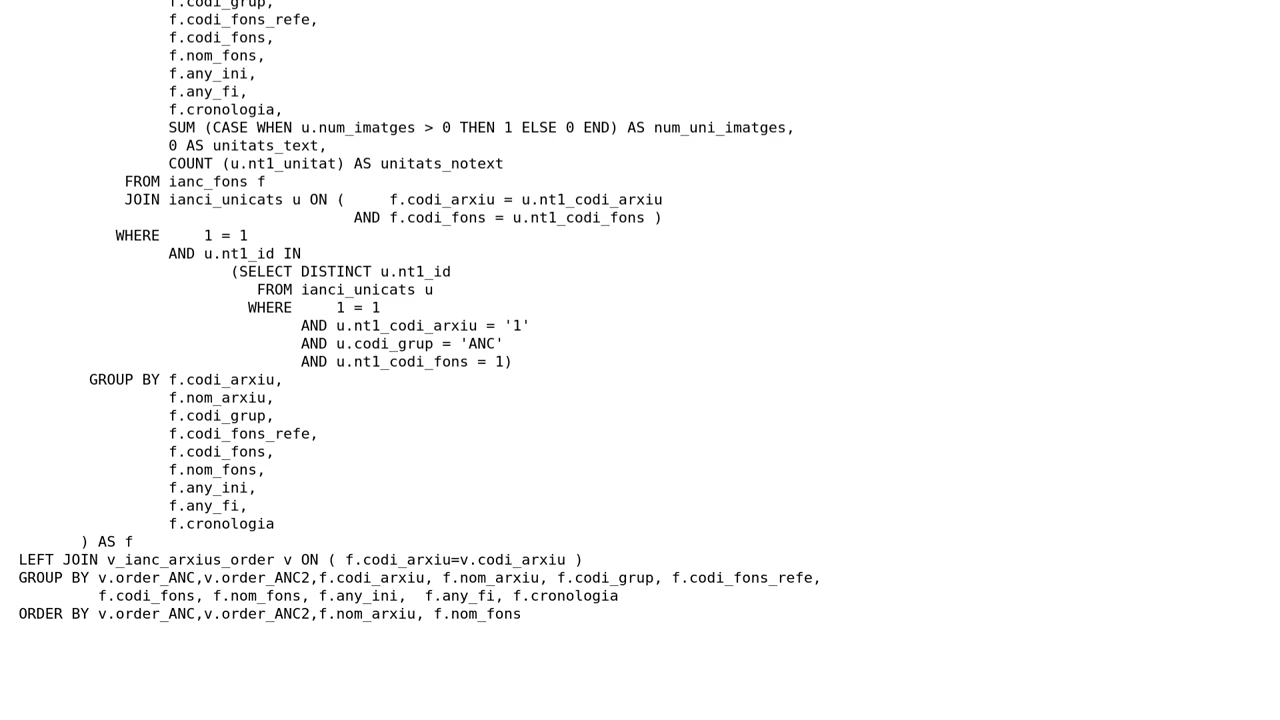 f.codi_grup,
f.codi_fons_refe,
f.codi_fons,
f.nom_fons,
f.any_ini,
f.any_fi,
f.cronologia,
SUM (CASE WHEN u.num_imatges > 0 THEN 1 ELSE 0 END) AS num_uni_imatges,
0 AS unitats_text,
COUNT (u.nt1_unitat) AS unitats_notext
FROM ianc_fons f
JOIN ianci_unicats u ON (     f.codi_arxiu = u.nt1_codi_arxiu
AND f.codi_fons = u.nt1_codi_fons )
WHERE     1 = 1
AND u.nt1_id IN
(SELECT DISTINCT u.nt1_id
FROM ianci_unicats u
WHERE     1 = 1
AND u.nt1_codi_arxiu = '1'
AND u.codi_grup = 'ANC'
AND u.nt1_codi_fons = 1)
GROUP BY f.codi_arxiu,
f.nom_arxiu,
f.codi_grup,
f.codi_fons_refe,
f.codi_fons,
f.nom_fons,
f.any_ini,
f.any_fi,
f.cronologia
) AS f
LEFT JOIN v_ianc_arxius_order v ON ( f.codi_arxiu=v.codi_arxiu )
GROUP BY v.order_ANC,v.order_ANC2,f.codi_arxiu, f.nom_arxiu, f.codi_grup, f.codi_fons_refe,
f.codi_fons, f.nom_fons, f.any_ini,  f.any_fi, f.cronologia
ORDER BY v.order_ANC,v.order_ANC2,f.nom_arxiu, f.nom_fons